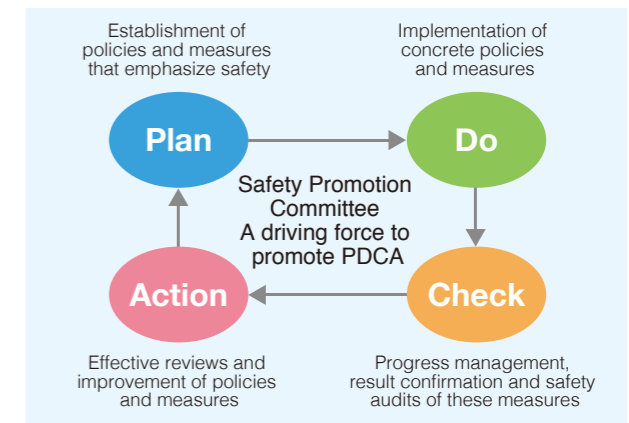 Establishment of
policies and measures
that emphasize safety
Implementation of
concrete policies
and measures
Plan
Do
Safety Promotion
Committee
A driving force to
promote PDCA
Action
Check
Effective reviews and
improvement of policies
and measures
Progress management,
result confirmation and safety
audits of these measures